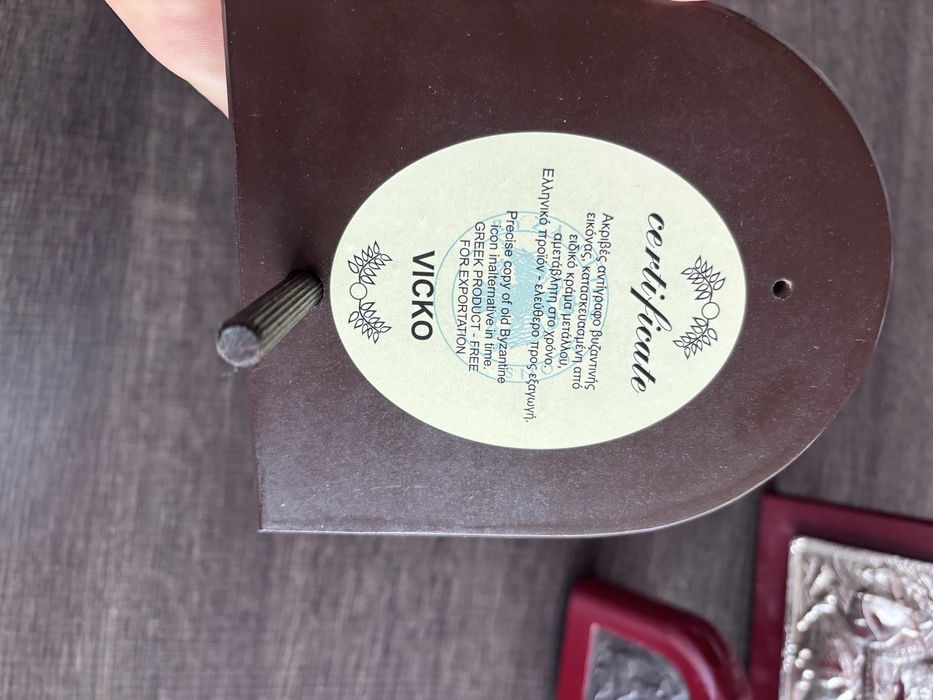 certificate
Ακριβές αντίγραφο βυζαντινής
εικόνας, κατασκευασμένη από
ειδικό κράμα μετάλλου,
αμετάβλητη στο χρόνο.
Ελληνικό προϊόν - ελεύθερο προς εξαγωγή.
Precise copy of old Byzantine
icon inalternative in time.
GREEK PRODUCT - FREE
FOR EXPORTATION
VICKO